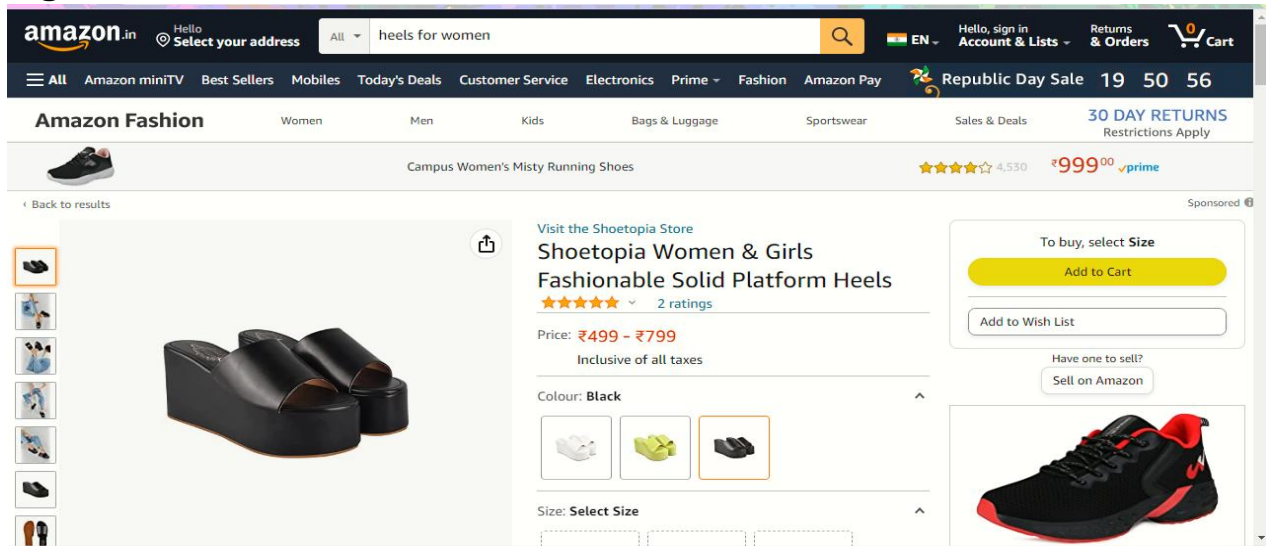 amazon.in
Hello
Select your address
All
heels for women
EN
Hello, sign in
Account & Lists
Returns
& Orders
0
Cart
All
Amazon miniTV
Best Sellers
Mobiles
Today's Deals
Customer Service
Electronics
Prime
Fashion
Amazon Pay
Republic Day Sale 19 50 56
Amazon Fashion
Women
Men
Kids
Bags & Luggage
Sportswear
Sales & Deals
30 DAY RETURNS
Restrictions Apply
Campus Women's Misty Running Shoes
4,530
₹999⁰⁰ prime
‹ Back to results
Sponsored
Visit the Shoetopia Store
Shoetopia Women & Girls
Fashionable Solid Platform Heels
2 ratings
Price: ₹499 - ₹799
Inclusive of all taxes
Colour: Black
Size: Select Size
To buy, select Size
Add to Cart
Add to Wish List
Have one to sell?
Sell on Amazon